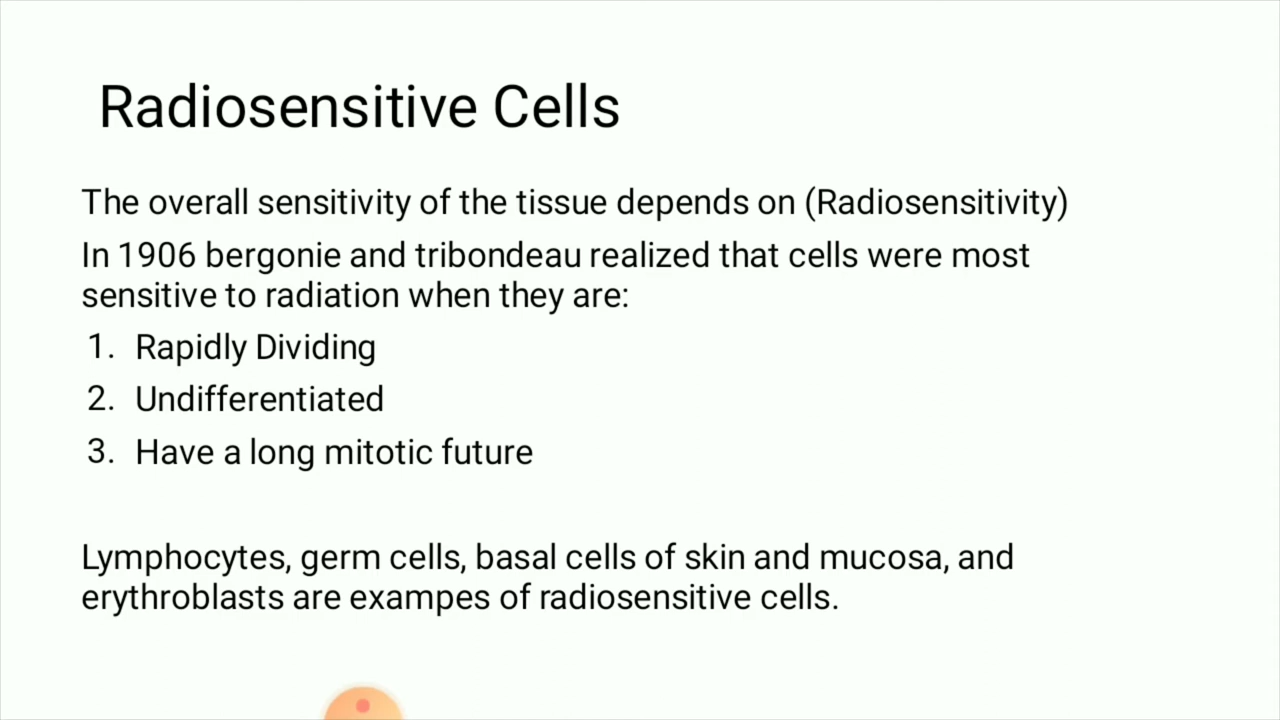 Radiosensitive Cells
The overall sensitivity of the tissue depends on (Radiosensitivity)
In 1906 bergonie and tribondeau realized that cells were most
sensitive to radiation when they are:
1. Rapidly Dividing
2. Undifferentiated
3. Have a long mitotic future
Lymphocytes, germ cells, basal cells of skin and mucosa, and
erythroblasts are exampes of radiosensitive cells.